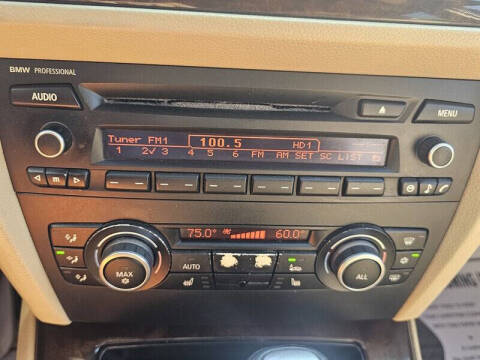 BMW PROFESSIONAL
AUDIO
MENU
Tuner FM1 100.5 HD1
1 2√ 3 4 5 6 FM AM SET SC LIST
M
75.0° 60.0°
AUTO
MAX
ALL